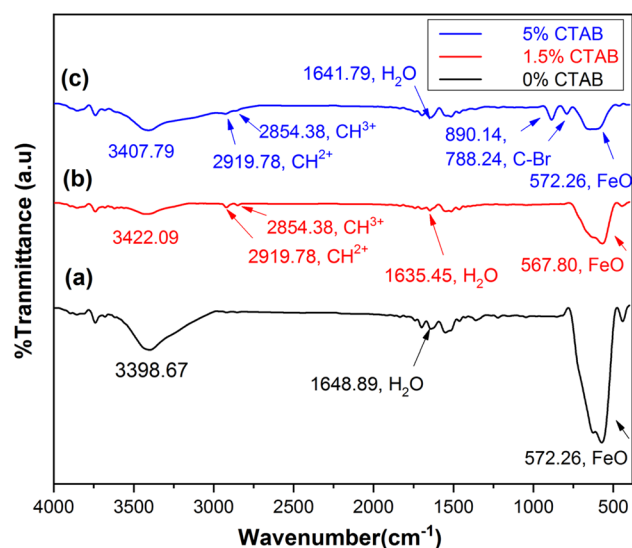 5% CTAB
1.5% CTAB
0% CTAB
(c)
1641.79, H₂O
3407.79
2854.38, CH³⁺
2919.78, CH²⁺
890.14,
788.24, C-Br
572.26, FeO
(b)
3422.09
2854.38, CH³⁺
2919.78, CH²⁺
1635.45, H₂O
567.80, FeO
(a)
3398.67
1648.89, H₂O
572.26, FeO
%Tranmittance (a.u)
4000 3500 3000 2500 2000 1500 1000 500
Wavenumber(cm⁻¹)